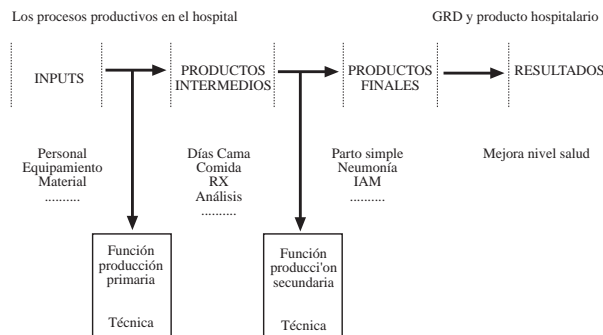 Los procesos productivos en el hospital
GRD y producto hospitalario
INPUTS
PRODUCTOS
INTERMEDIOS
PRODUCTOS
FINALES
RESULTADOS
Personal
Equipamiento
Material
..........
Días Cama
Comida
RX
Análisis
..........
Parto simple
Neumonía
IAM
..........
Mejora nivel salud
Función
producción
primaria
Técnica
Función
producci'on
secundaria
Técnica